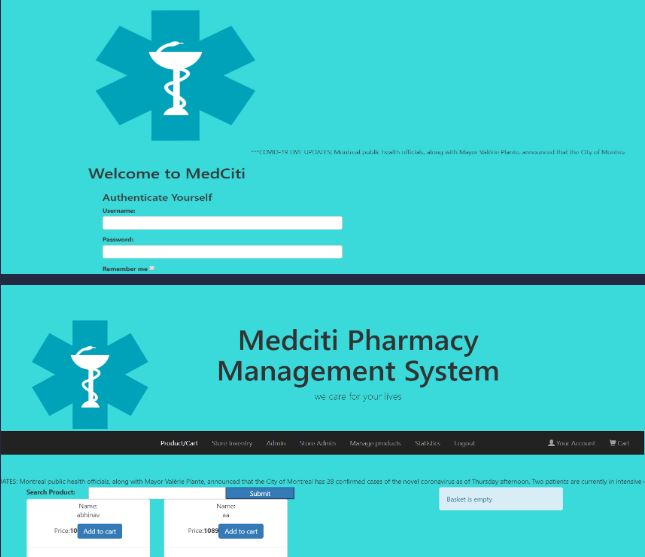 ***COVID-19 LIVE UPDATES: Montreal public health officials, along with Mayor Valérie Plante, announced that the City of Montrea
Welcome to MedCiti
Authenticate Yourself
Username:
Password:
Remember me
Medciti Pharmacy
Management System
we care for your lives
Product/Cart Store Inventry Admin Store Admin Manage products Statistics Logout Your Account Cart
ATES: Montreal public health officials, along with Mayor Valérie Plante, announced that the City of Montreal has 28 confirmed cases of the novel coronavirus as of Thursday afternoon. Two patients are currently in intensive
Search Product: Submit
Basket is empty
Name: Name:
abhinav aa
Price:10 Add to cart Price:1089 Add to cart